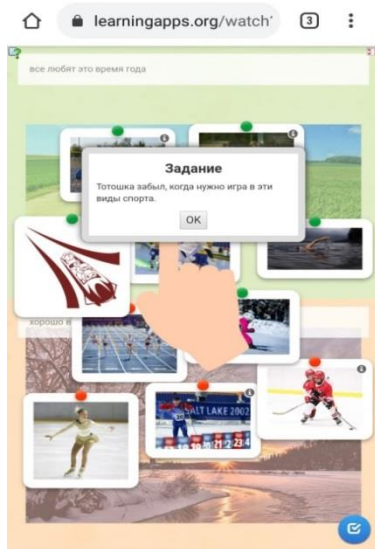 learningapps.org/watch
3
все любят это время года
Задание
Тотошка забыл, когда нужно игра в эти
виды спорта.
OK
хорошо в
SALT LAKE 2002